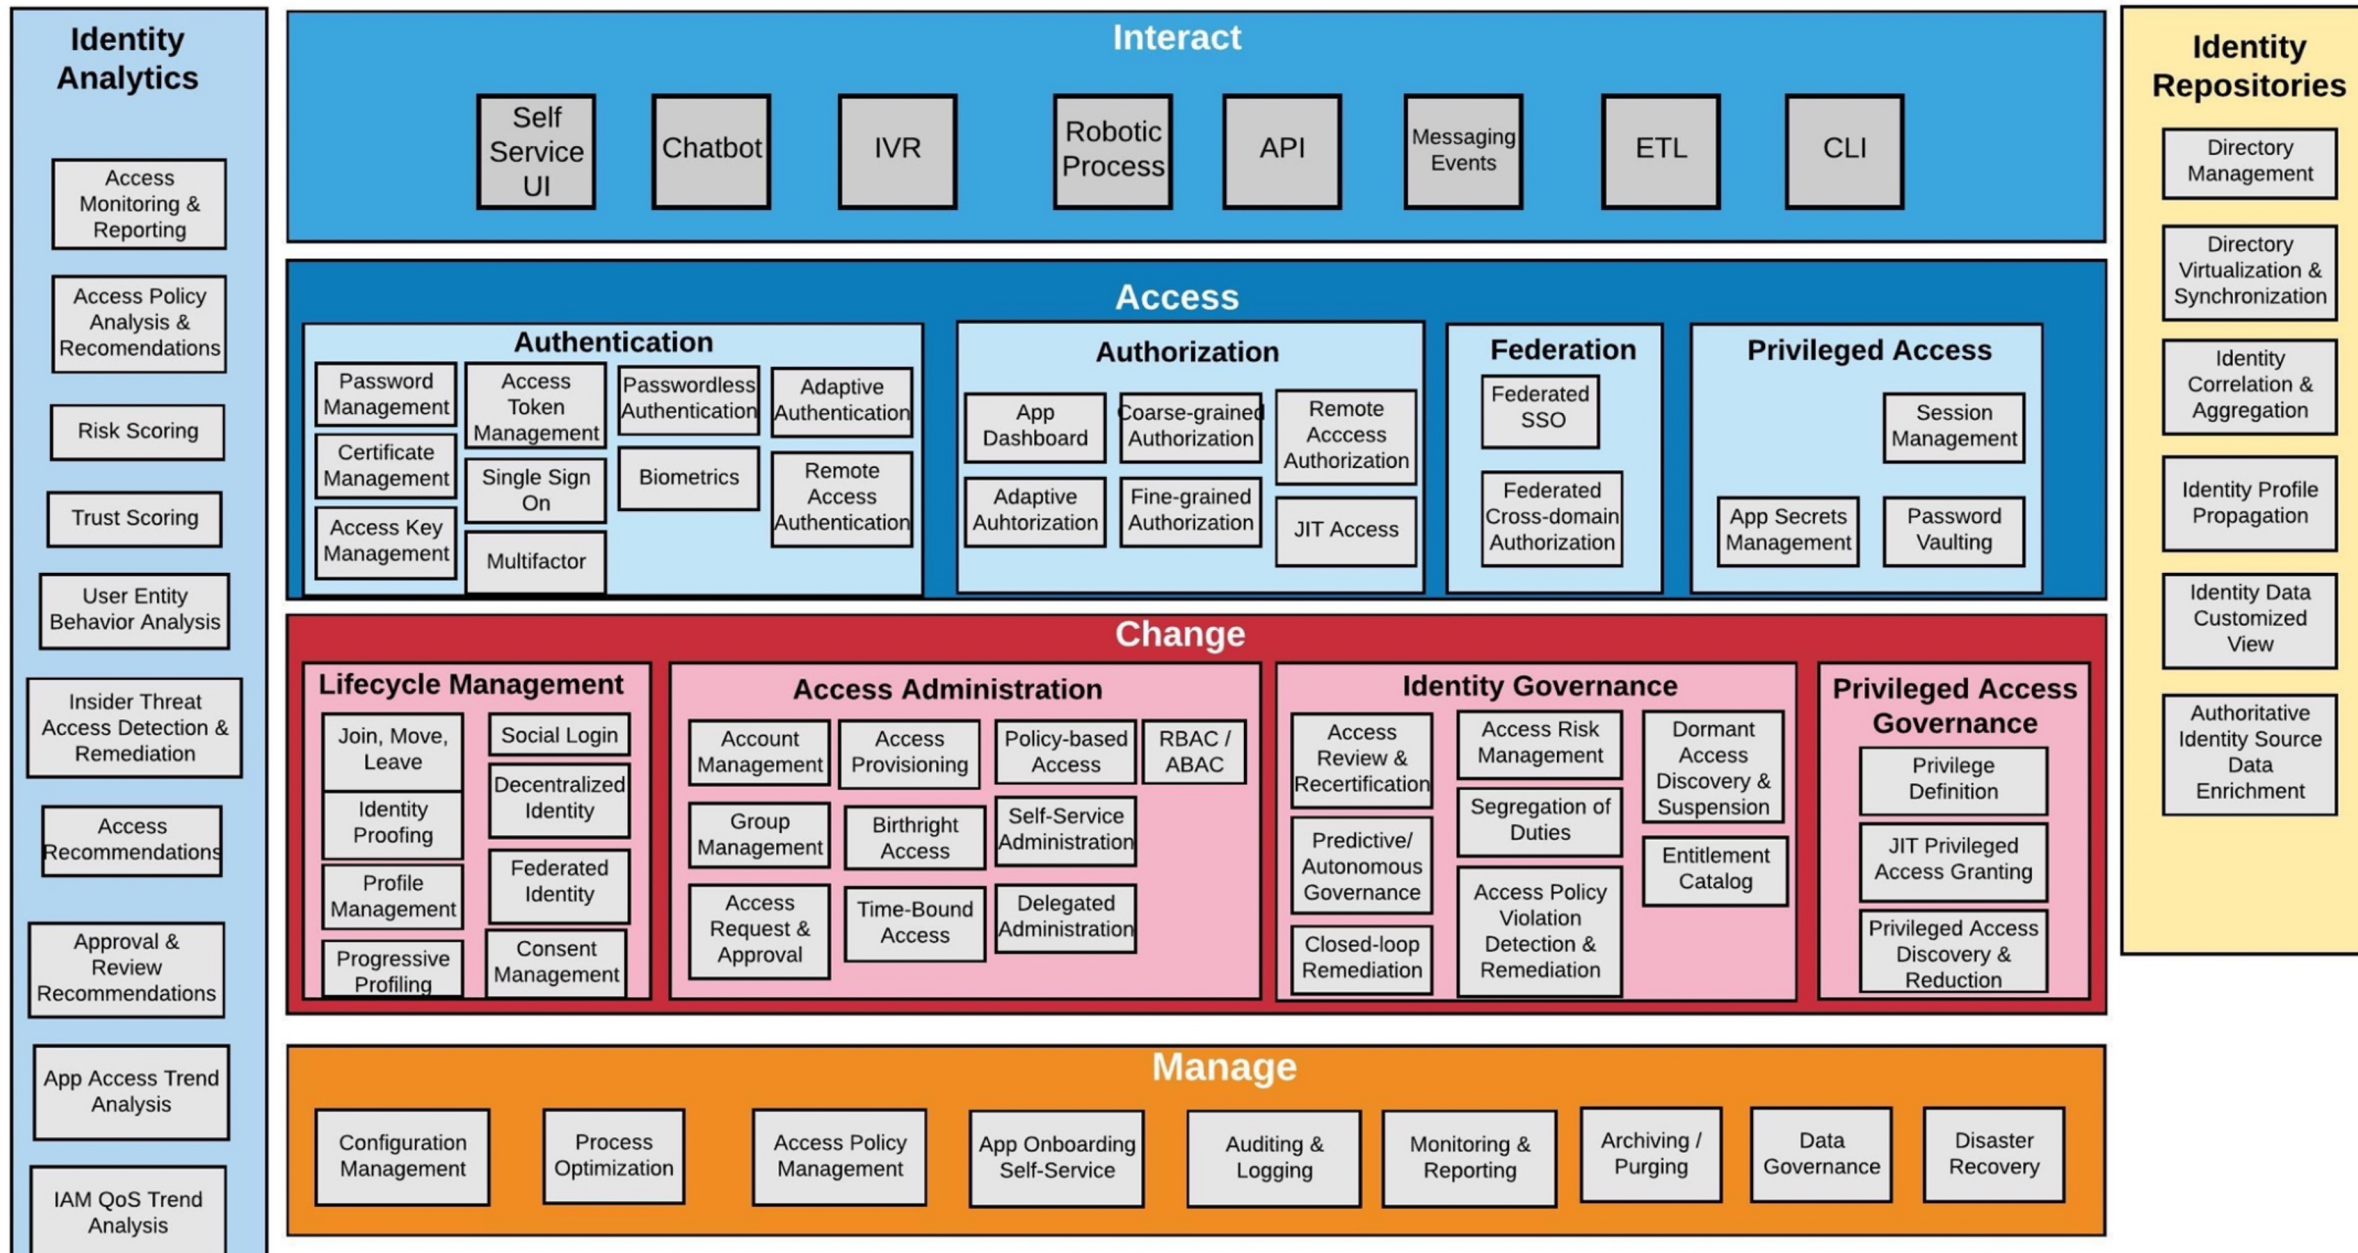 Identity
Analytics
Access
Monitoring &
Reporting
Access Policy
Analysis &
Recomendations
Risk Scoring
Trust Scoring
User Entity
Behavior Analysis
Insider Threat
Access Detection &
Remediation
Access
Recommendations
Approval &
Review
Recommendations
App Access Trend
Analysis
IAM QoS Trend
Analysis
Interact
Self
Service
UI
Chatbot
IVR
Robotic
Process
API
Messaging
Events
ETL
CLI
Access
Authentication
Password
Management
Certificate
Management
Access Key
Management
Access
Token
Management
Single Sign
On
Multifactor
Passwordless
Authentication
Biometrics
Adaptive
Authentication
Remote
Access
Authentication
Authorization
App
Dashboard
Adaptive
Auhtorization
Coarse-grained
Authorization
Fine-grained
Authorization
Remote
Acccess
Authorization
JIT Access
Federation
Federated
SSO
Federated
Cross-domain
Authorization
Privileged Access
Session
Management
App Secrets
Management
Password
Vaulting
Change
Lifecycle Management
Join, Move,
Leave
Identity
Proofing
Profile
Management
Progressive
Profiling
Social Login
Decentralized
Identity
Federated
Identity
Consent
Management
Access Administration
Account
Management
Group
Management
Access
Request &
Approval
Access
Provisioning
Birthright
Access
Time-Bound
Access
Policy-based
Access
Self-Service
Administration
Delegated
Administration
RBAC /
ABAC
Identity Governance
Access
Review &
Recertification
Predictive/
Autonomous
Governance
Closed-loop
Remediation
Access Risk
Management
Segregation of
Duties
Access Policy
Violation
Detection &
Remediation
Dormant
Access
Discovery &
Suspension
Entitlement
Catalog
Privileged Access
Governance
Privilege
Definition
JIT Privileged
Access Granting
Privileged Access
Discovery &
Reduction
Manage
Configuration
Management
Process
Optimization
Access Policy
Management
App Onboarding
Self-Service
Auditing &
Logging
Monitoring &
Reporting
Archiving /
Purging
Data
Governance
Disaster
Recovery
Identity
Repositories
Directory
Management
Directory
Virtualization &
Synchronization
Identity
Correlation &
Aggregation
Identity Profile
Propagation
Identity Data
Customized
View
Authoritative
Identity Source
Data
Enrichment